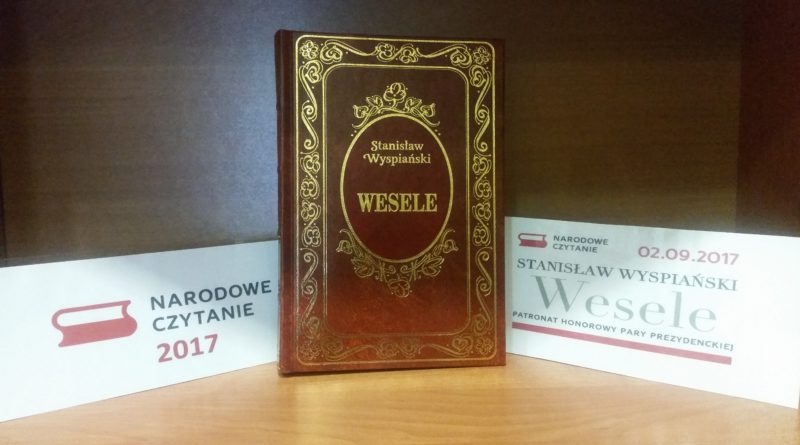 NARODOWE
CZYTANIE
2017
Stanisław
Wyspiański
WESELE
NARODOWE
CZYTANIE
02.09.2017
STANISŁAW WYSPIAŃSKI
Wesele
PATRONAT HONOROWY PARY PREZYDENCKIEJ